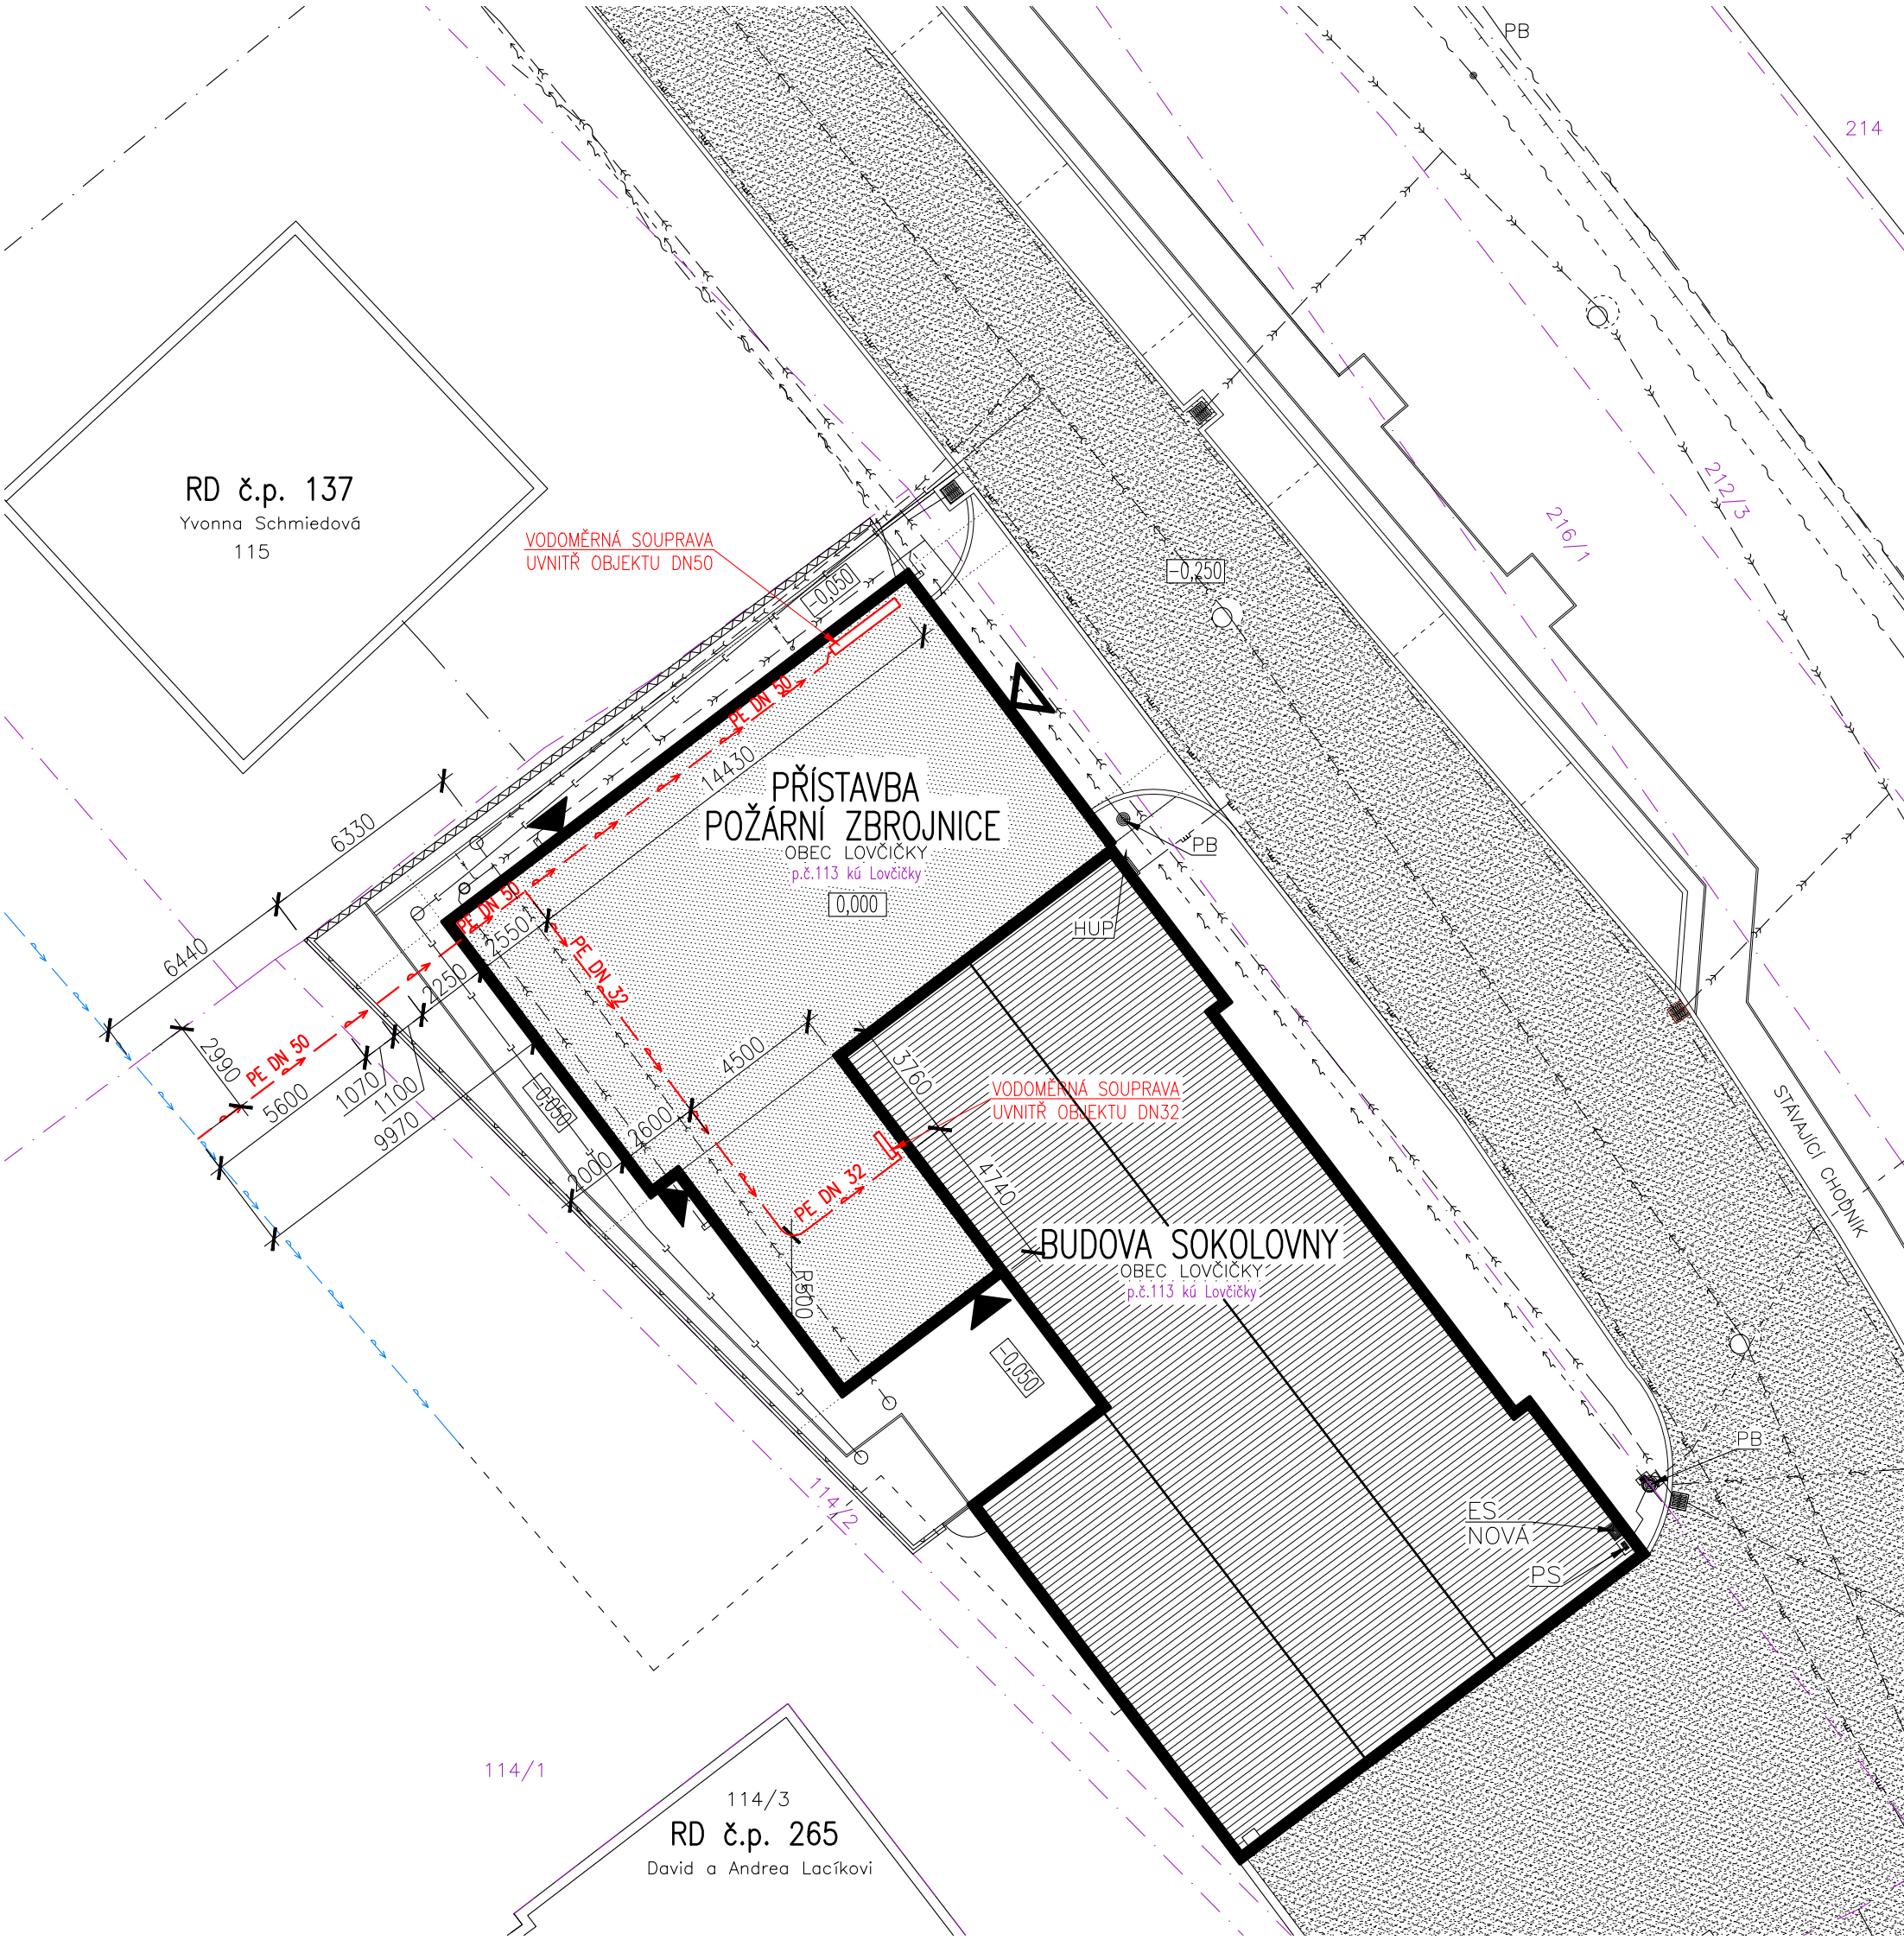 PB
214
212/3
216/1
RD č.p. 137
Yvonna Schmiedová
115
VODOMĚRNÁ SOUPRAVA
UVNITŘ OBJEKTU DN50
-0,050
-0,250
PE DN 50
14430
PŘÍSTAVBA
POŽÁRNÍ ZBROJNICE
OBEC LOVČIČKY
p.č.113 kú Lovčičky
0,000
PB
HUP
6330
6440
PE DN 50
2550
2250
PE DN 32
2990
PE DN 50
5600
1070
1100
9970
-0,050
4500
2600
2000
3760
4740
VODOMĚRNÁ SOUPRAVA
UVNITŘ OBJEKTU DN32
PE DN 32
R500
BUDOVA SOKOLOVNY
OBEC LOVČIČKY
p.č.113 kú Lovčičky
-0,050
STÁVAJÍCÍ CHODNÍK
PB
ES
NOVÁ
PS
114/2
114/1
114/3
RD č.p. 265
David a Andrea Lacíkovi